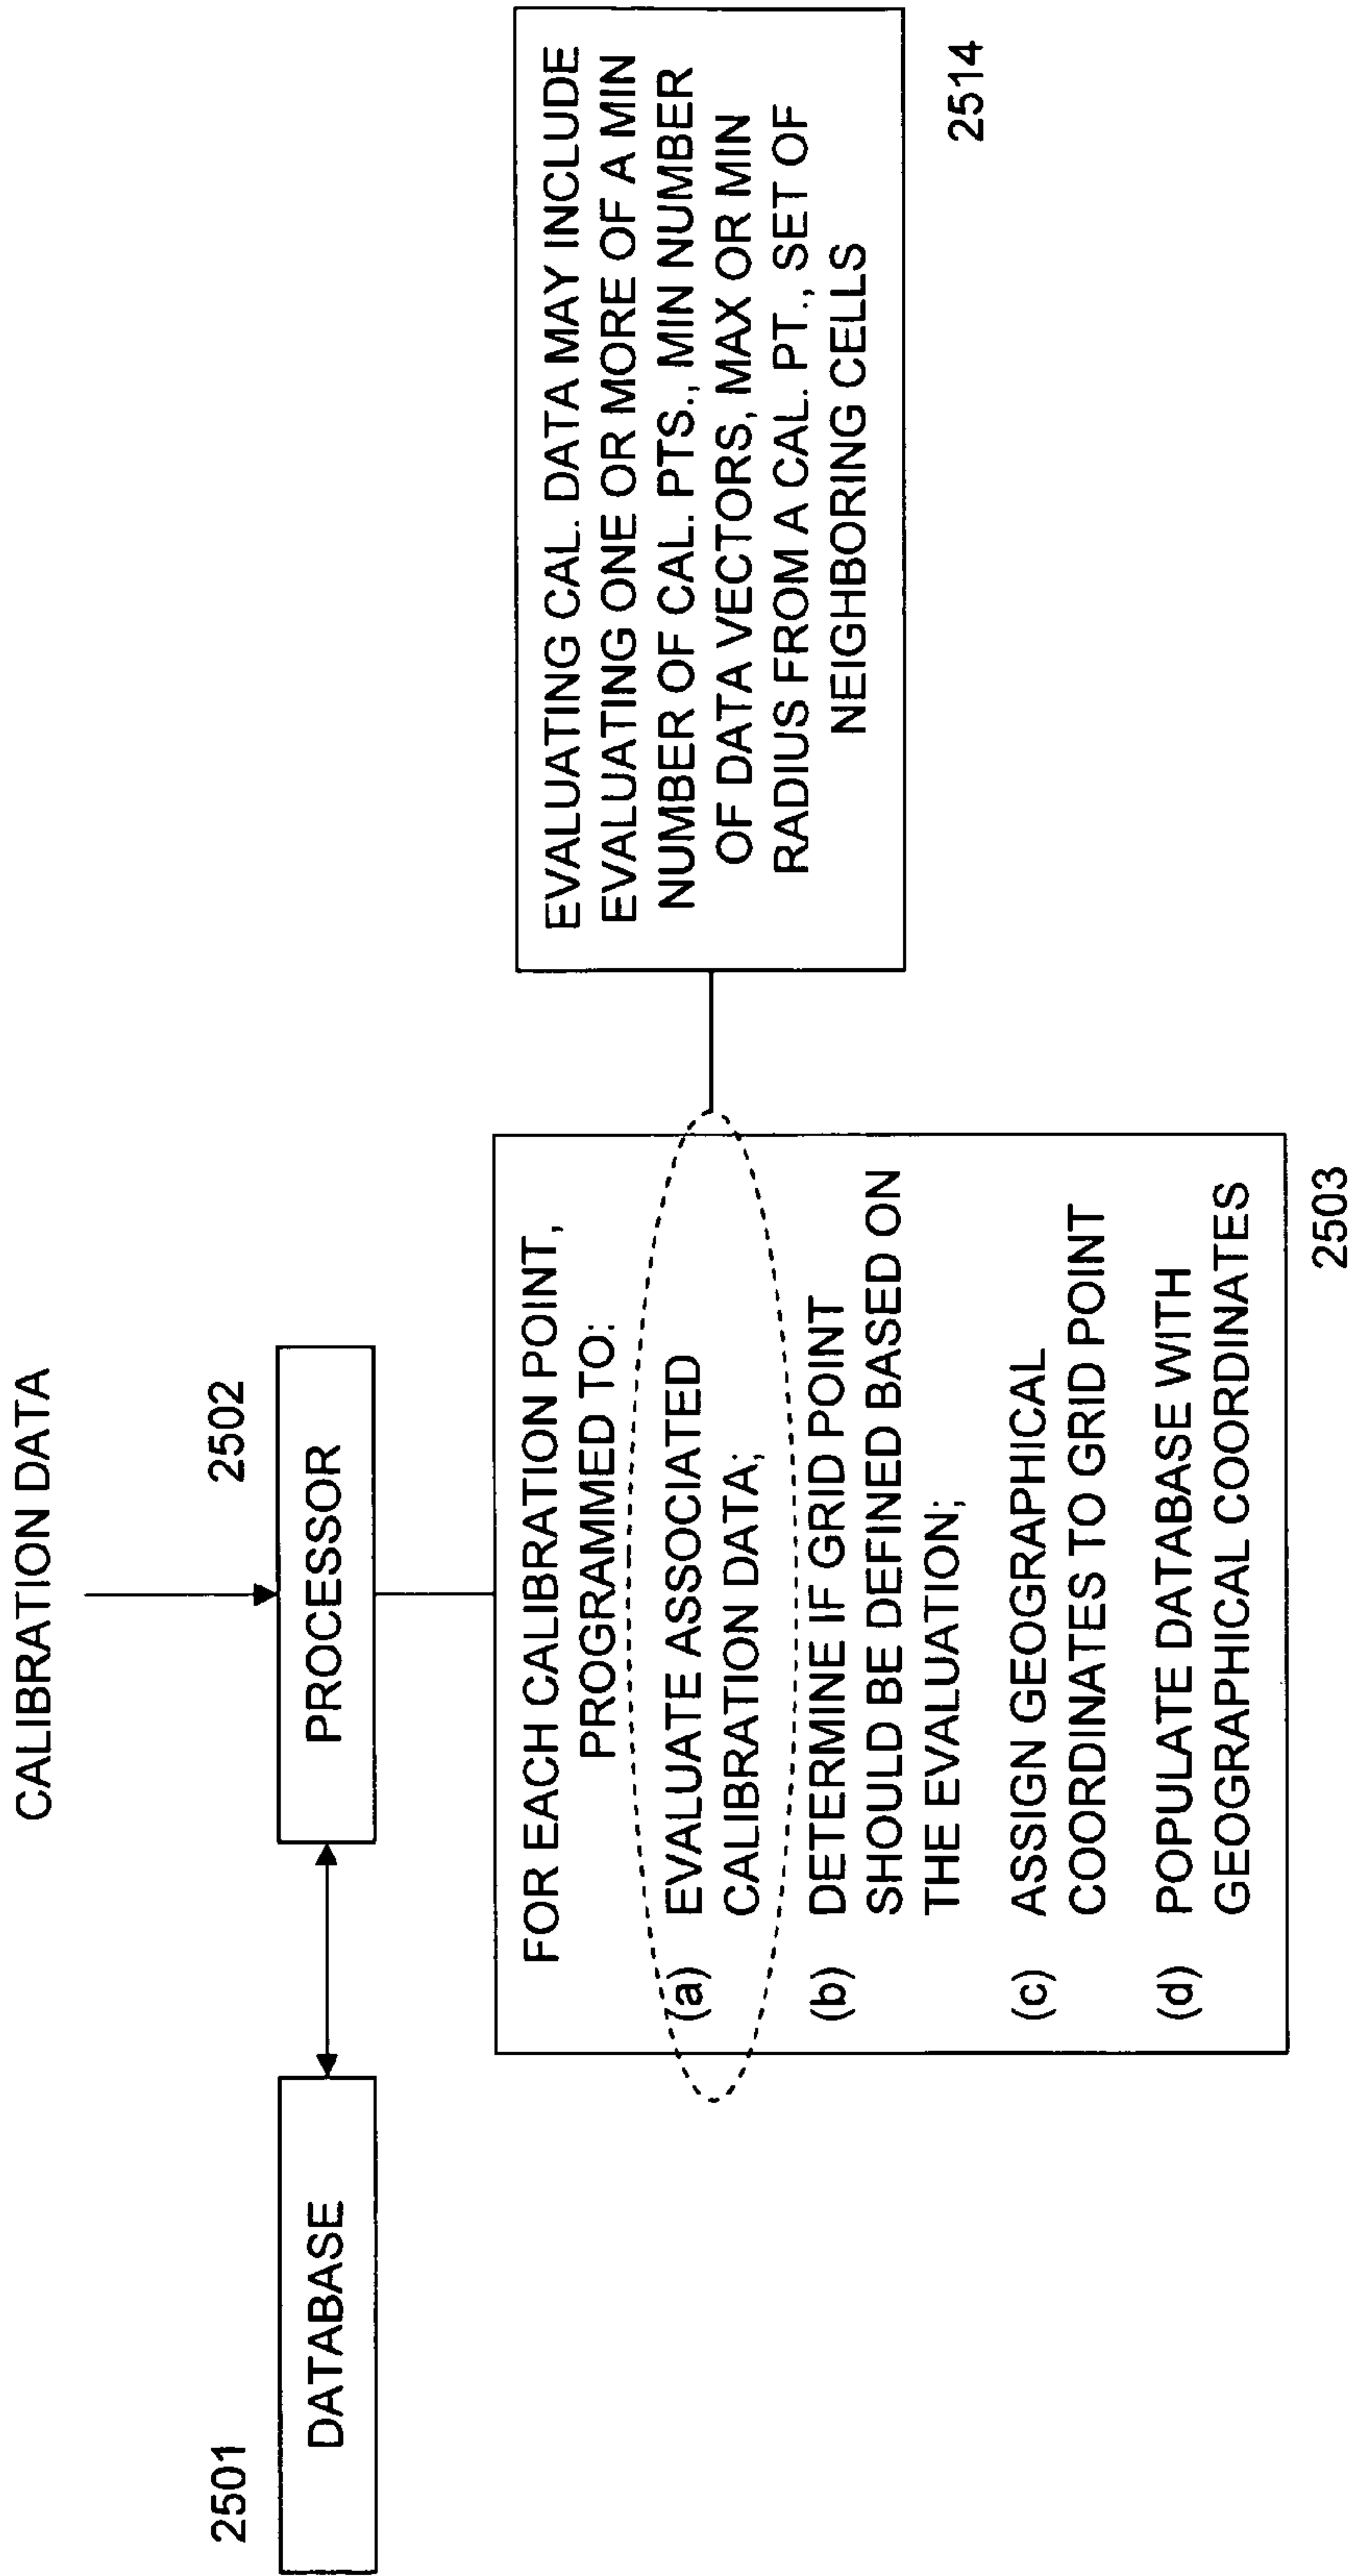 CALIBRATION DATA
2501
DATABASE
2502
PROCESSOR
FOR EACH CALIBRATION POINT,
PROGRAMMED TO:
(a) EVALUATE ASSOCIATED
CALIBRATION DATA;
(b) DETERMINE IF GRID POINT
SHOULD BE DEFINED BASED ON
THE EVALUATION;
(c) ASSIGN GEOGRAPHICAL
COORDINATES TO GRID POINT
(d) POPULATE DATABASE WITH
GEOGRAPHICAL COORDINATES
2503
EVALUATING CAL. DATA MAY INCLUDE
EVALUATING ONE OR MORE OF A MIN
NUMBER OF CAL. PTS., MIN NUMBER
OF DATA VECTORS, MAX OR MIN
RADIUS FROM A CAL. PT., SET OF
NEIGHBORING CELLS
2514